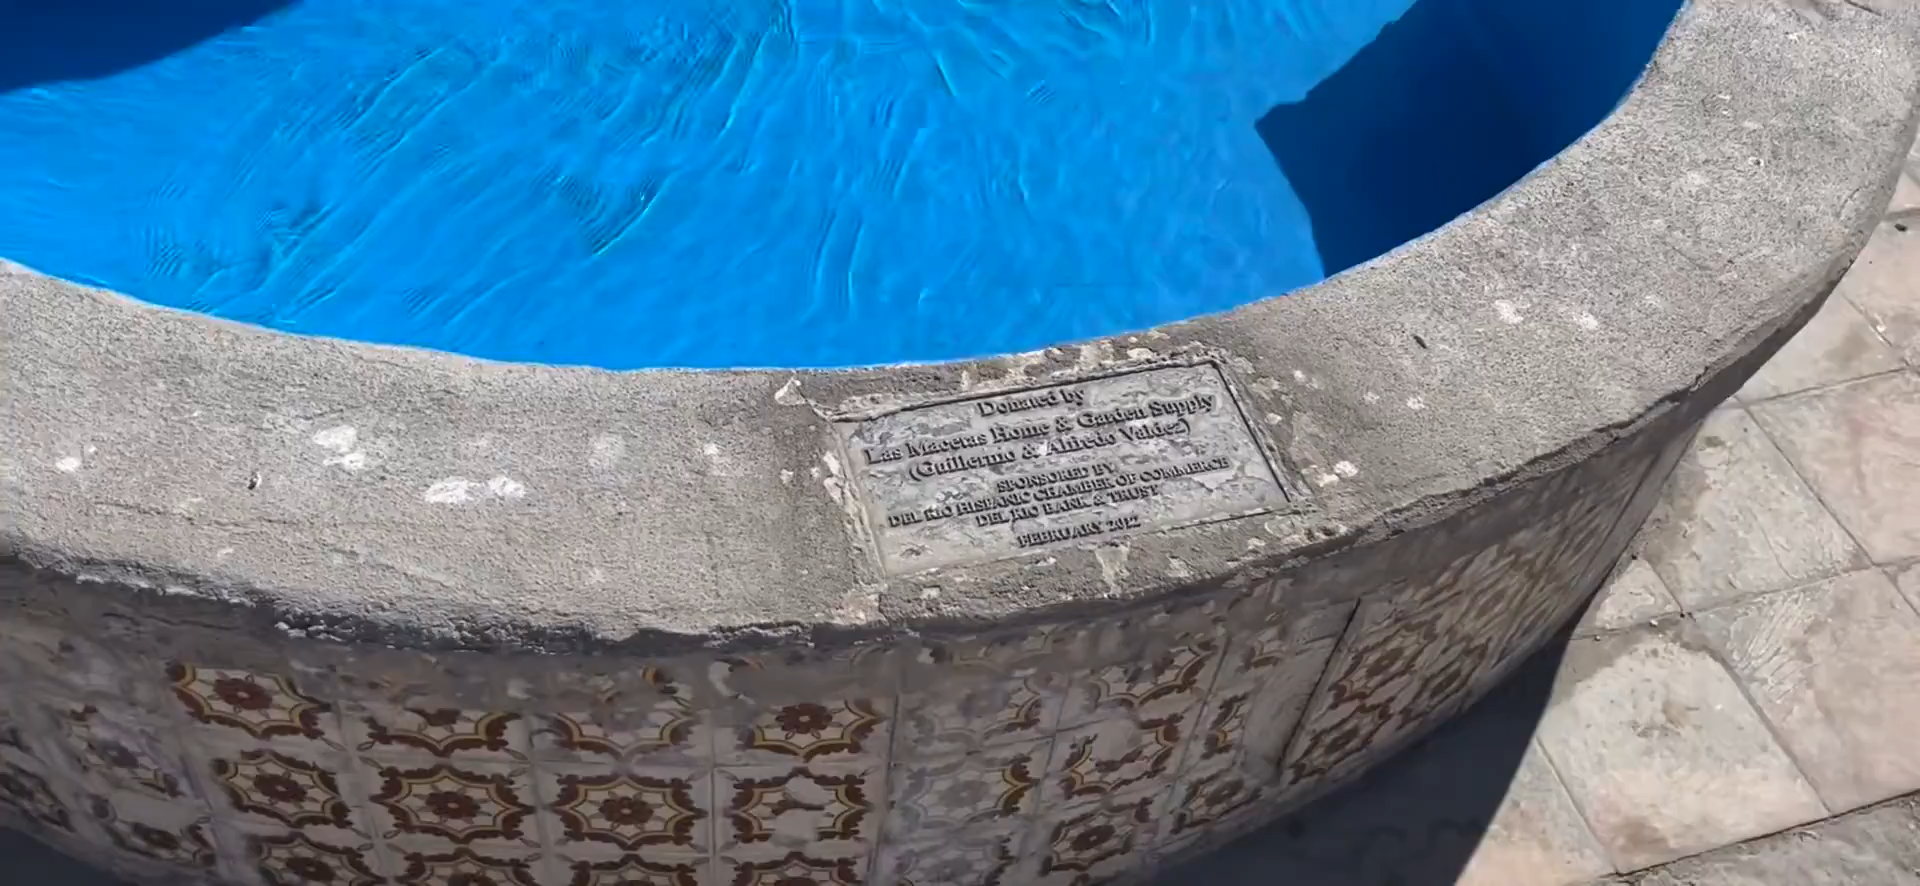 Donated by
Las Macetas Home & Garden Supply
(Guillermo & Alfredo Valdez)
SPONSORED BY
DEL RIO HISPANIC CHAMBER OF COMMERCE
DEL RIO BANK & TRUST
FEBRUARY 2012